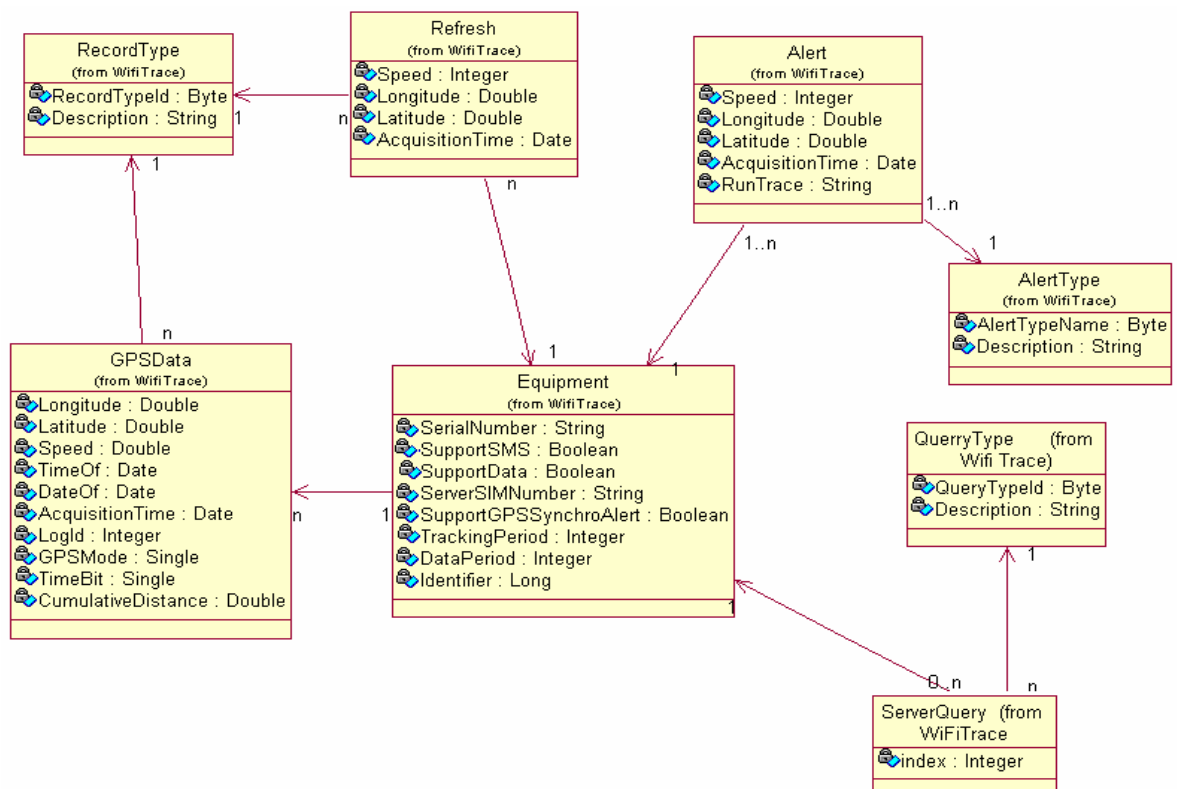 RecordType
(from WifiTrace)
RecordTypeId : Byte
Description : String
1
1
Refresh
(from WifiTrace)
Speed : Integer
Longitude : Double
Latitude : Double
AcquisitionTime : Date
n
n
Alert
(from WifiTrace)
Speed : Integer
Longitude : Double
Latitude : Double
AcquisitionTime : Date
RunTrace : String
1..n
1..n
1
AlertType
(from WifiTrace)
AlertTypeName : Byte
Description : String
n
GPSData
(from WifiTrace)
Longitude : Double
Latitude : Double
Speed : Double
TimeOf : Date
DateOf : Date
AcquisitionTime : Date
LogId : Integer
GPSMode : Single
TimeBit : Single
CumulativeDistance : Double
n
1
1
1
Equipment
(from WifiTrace)
SerialNumber : String
SupportSMS : Boolean
SupportData : Boolean
ServerSIMNumber : String
SupportGPSSynchroAlert : Boolean
TrackingPeriod : Integer
DataPeriod : Integer
Identifier : Long
1
QuerryType (from
Wifi Trace)
QueryTypeId : Byte
Description : String
1
0..n
n
ServerQuery (from
WiFiTrace
index : Integer